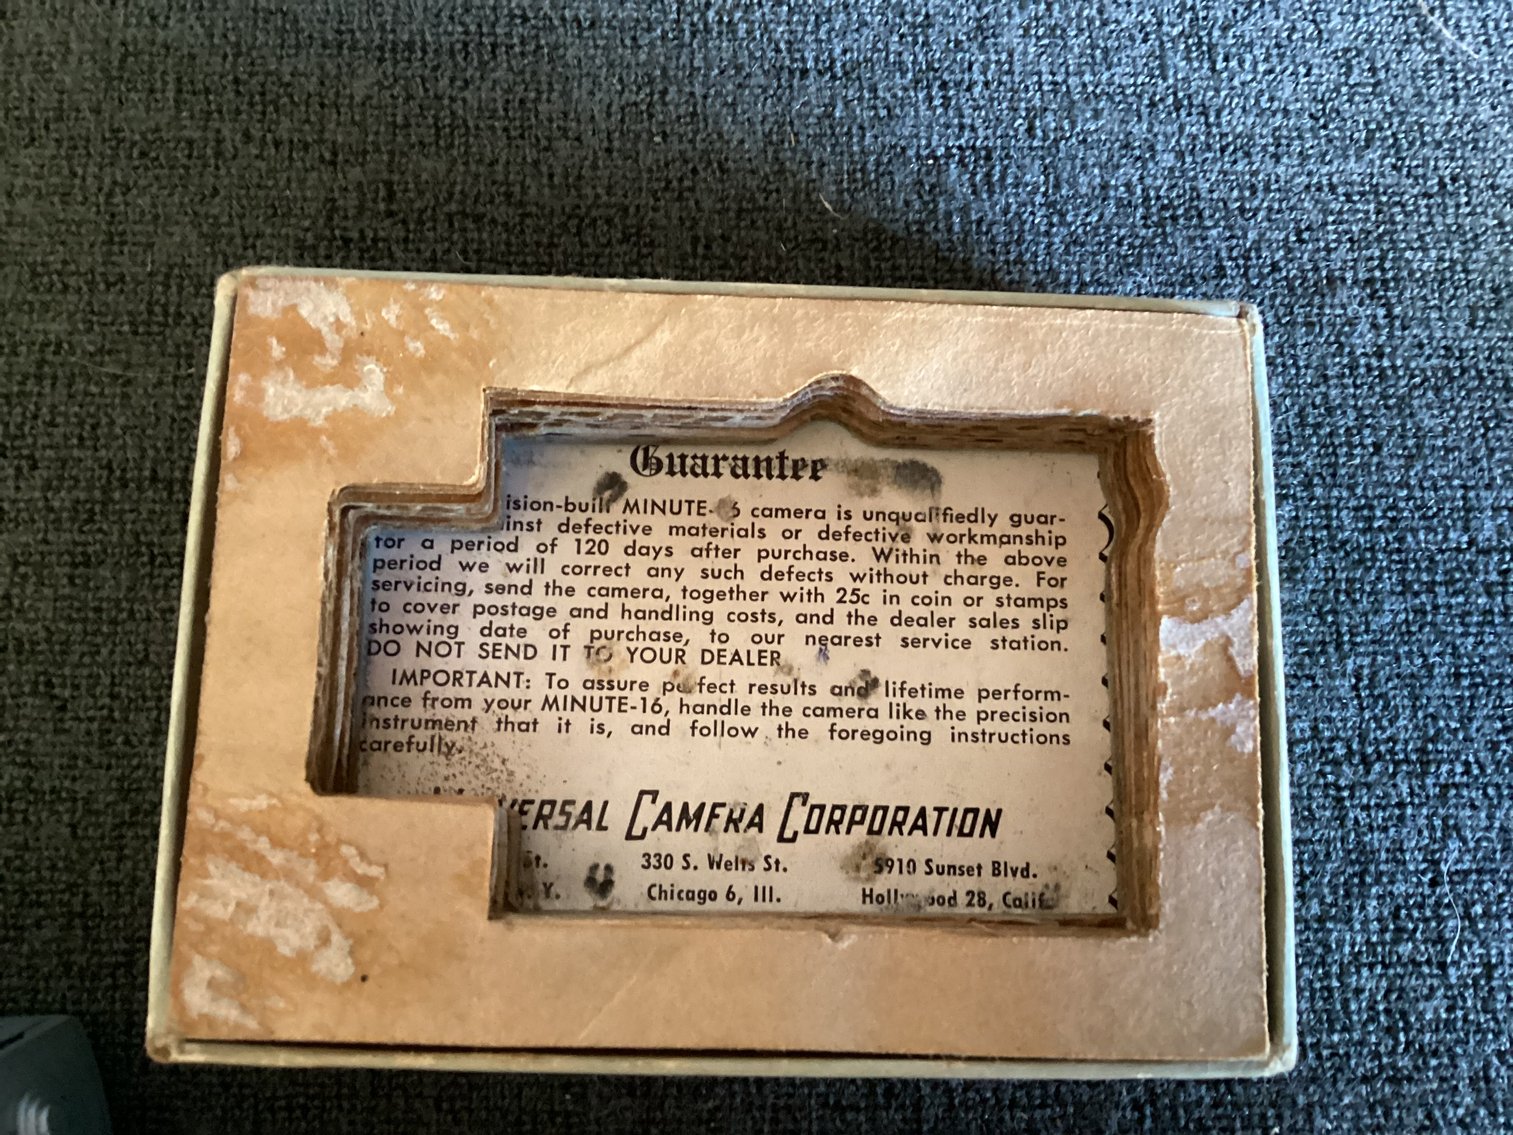 Guarantee
ision-built MINUTE-16 camera is unqualifiedly guar-
inst defective materials or defective workmanship
for a period of 120 days after purchase. Within the above
period we will correct any such defects without charge. For
servicing, send the camera, together with 25c in coin or stamps
to cover postage and handling costs, and the dealer sales slip
showing date of purchase, to our nearest service station.
DO NOT SEND IT TO YOUR DEALER
IMPORTANT: To assure perfect results and lifetime perform-
ance from your MINUTE-16, handle the camera like the precision
instrument that it is, and follow the foregoing instructions
carefully.
VERSAL CAMERA CORPORATION
St. 330 S. Wells St. 5910 Sunset Blvd.
Y. Chicago 6, Ill. Hollywood 28, Calif.